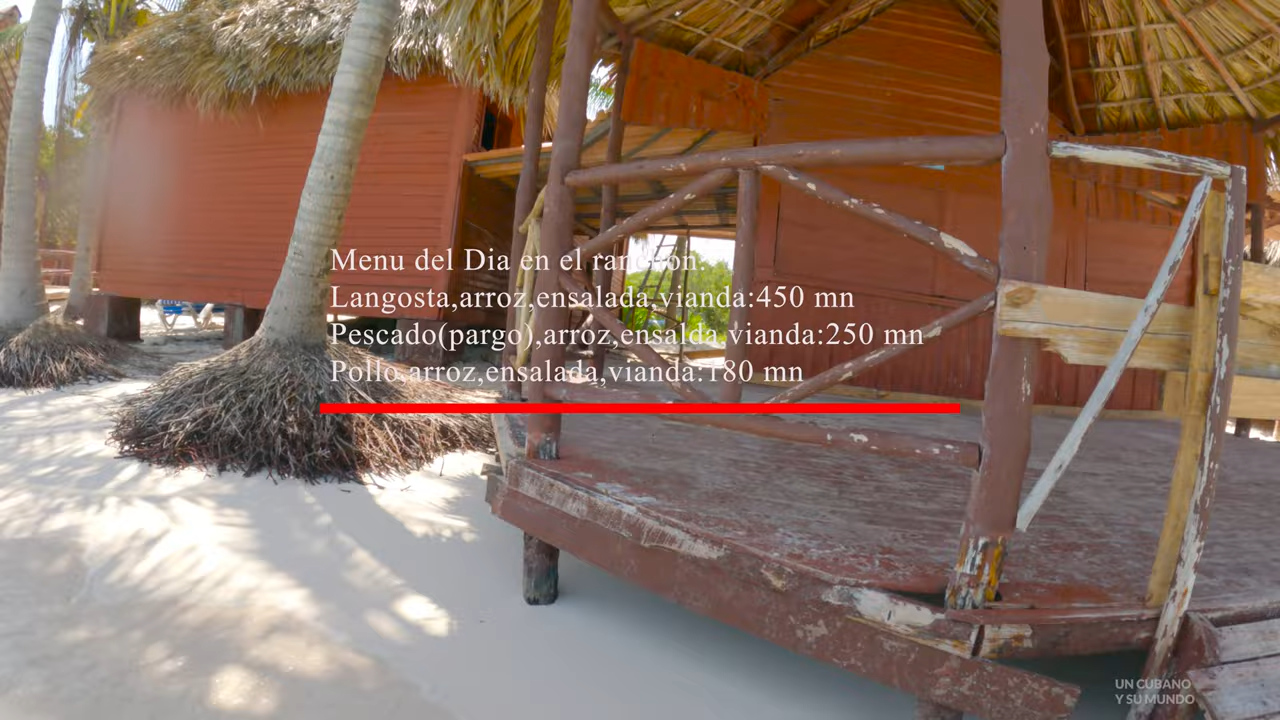 Menu del Dia en el ranchon:
Langosta,arroz,ensalada,vianda:450 mn
Pescado(pargo),arroz,ensalda,vianda:250 mn
Pollo,arroz,ensalada,vianda:180 mn
UN CUBANO
Y SU MUNDO